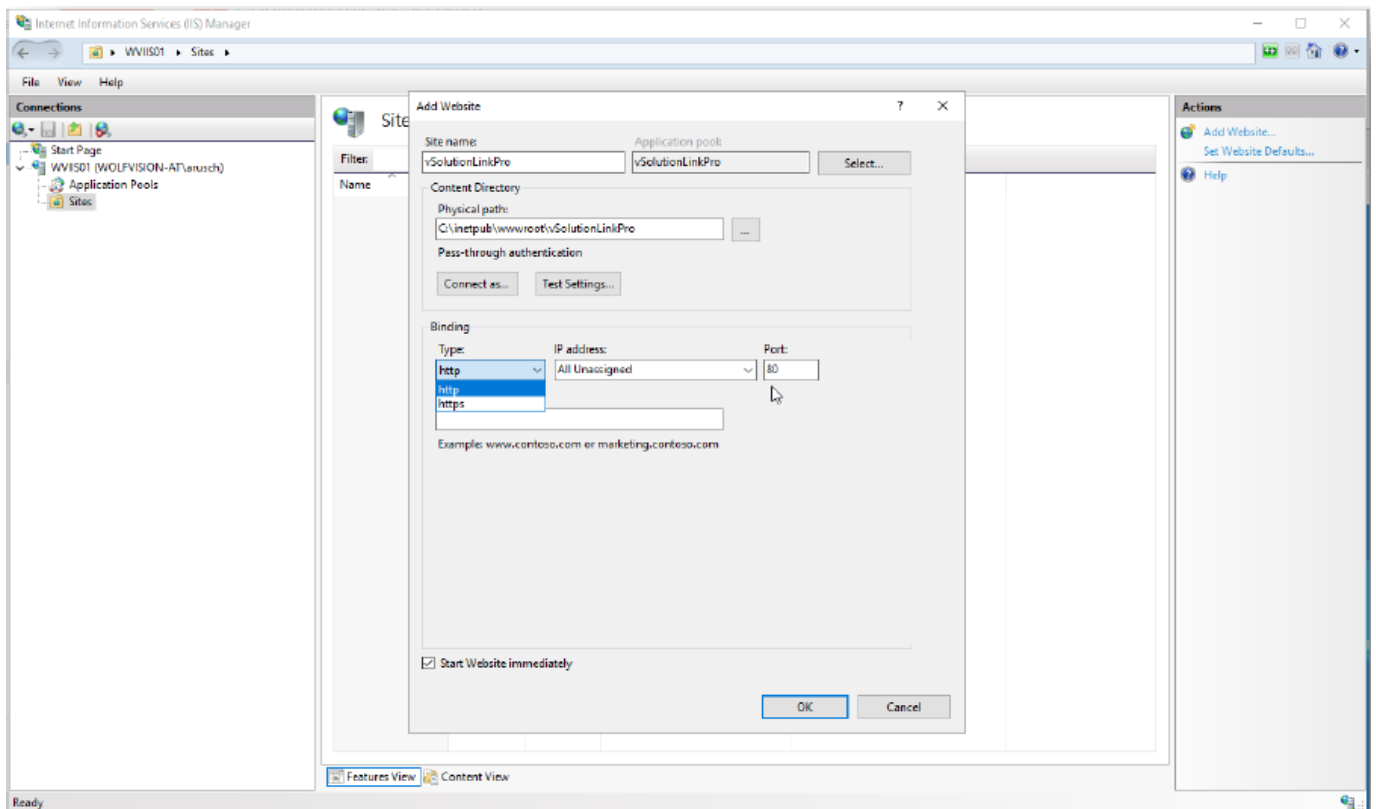 Internet Information Services (IIS) Manager
WVIIS01 Sites
File View Help
Connections
Start Page
WVIIS01 (WOLFVISION-AT\arusch)
Application Pools
Sites
Site
Filter:
Name
Add Website ?
Site name: Application pool:
vSolutionLinkPro vSolutionLinkPro Select...
Content Directory
Physical path:
C:\inetpub\wwwroot\vSolutionLinkPro ...
Pass-through authentication
Connect as... Test Settings...
Binding
Type: IP address: Port:
http All Unassigned 80
http
https
Example: www.contoso.com or marketing.contoso.com
Start Website immediately
OK Cancel
Actions
Add Website...
Set Website Defaults...
Help
Features View Content View
Ready